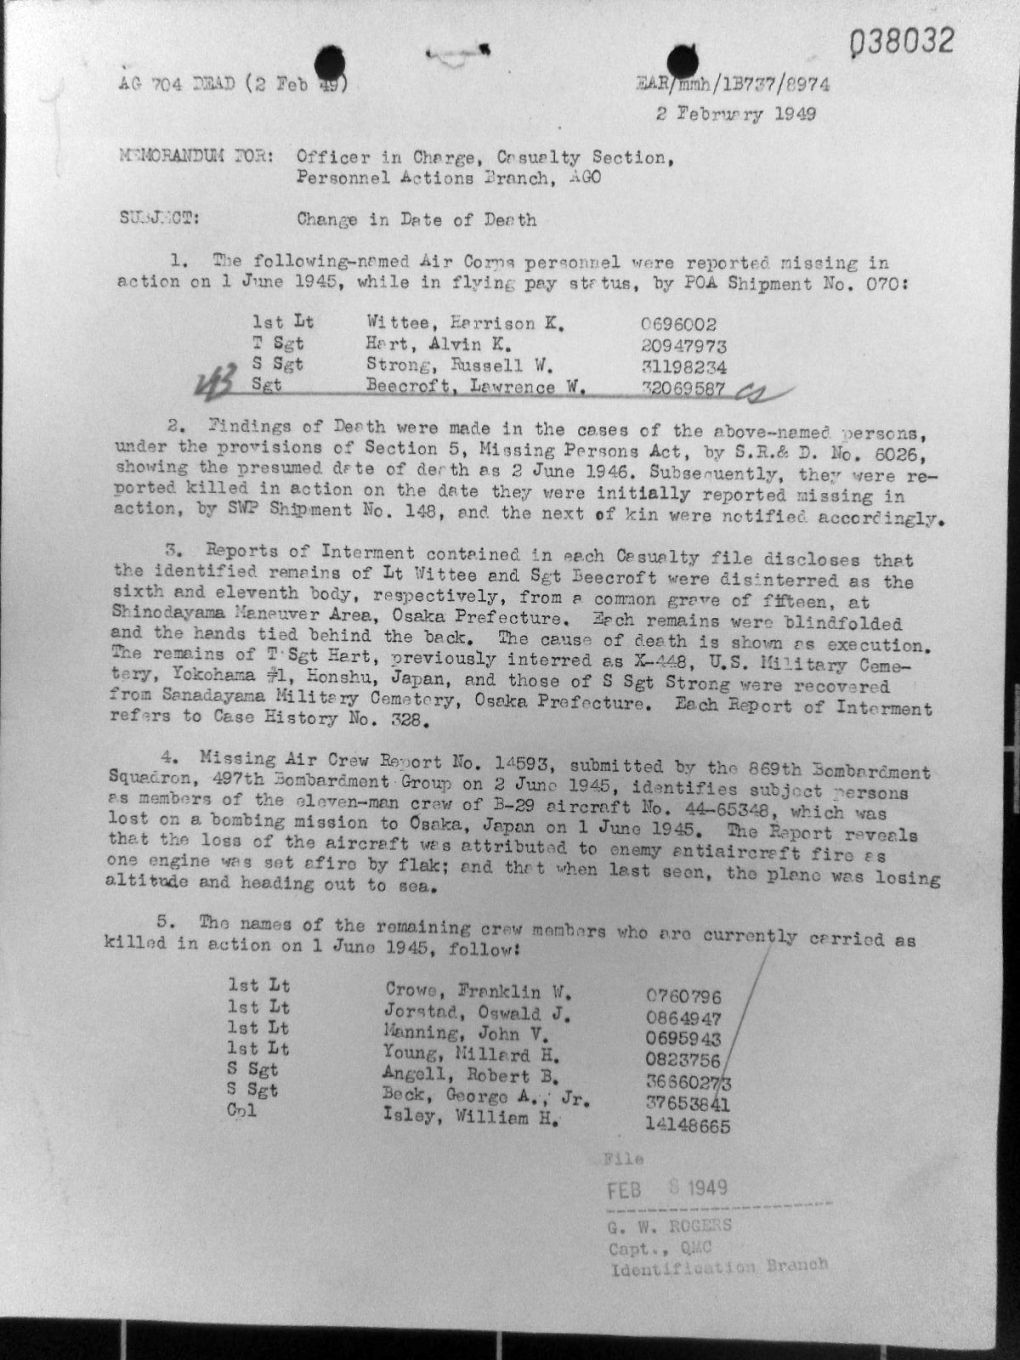 038032
AG 704 DEAD (2 Feb 49)
EAR/mmh/1B737/8974
2 February 1949
MEMORANDUM FOR: Officer in Charge, Casualty Section,
Personnel Actions Branch, AGO
SUBJECT: Change in Date of Death
1. The following-named Air Corps personnel were reported missing in
action on 1 June 1945, while in flying pay status, by POA Shipment No. 070:
1st Lt Wittee, Harrison K. 0696002
T Sgt Hart, Alvin K. 20947973
S Sgt Strong, Russell W. 31198234
Sgt Beecroft, Lawrence W. 32069587
2. Findings of Death were made in the cases of the above-named persons,
under the provisions of Section 5, Missing Persons Act, by S.R.& D. No. 6026,
showing the presumed date of death as 2 June 1946. Subsequently, they were re-
ported killed in action on the date they were initially reported missing in
action, by SWP Shipment No. 148, and the next of kin were notified accordingly.
3. Reports of Interment contained in each Casualty file discloses that
the identified remains of Lt Wittee and Sgt Beecroft were disinterred as the
sixth and eleventh body, respectively, from a common grave of fifteen, at
Shinodayama Maneuver Area, Osaka Prefecture. Each remains were blindfolded
and the hands tied behind the back. The cause of death is shown as execution.
The remains of T Sgt Hart, previously interred as X-448, U.S. Military Ceme-
tery, Yokohama #1, Honshu, Japan, and those of S Sgt Strong were recovered
from Sanadayama Military Cemetory, Osaka Prefecture. Each Report of Interment
refers to Case History No. 328.
4. Missing Air Crew Report No. 14593, submitted by the 869th Bombardment
Squadron, 497th Bombardment Group on 2 June 1945, identifies subject persons
as members of the eleven-man crew of B-29 aircraft No. 44-65348, which was
lost on a bombing mission to Osaka, Japan on 1 June 1945. The Report reveals
that the loss of the aircraft was attributed to enemy antiaircraft fire as
one engine was set afire by flak; and that when last seen, the plane was losing
altitude and heading out to sea.
5. The names of the remaining crew members who are currently carried as
killed in action on 1 June 1945, follow:
1st Lt Crowe, Franklin W. 0760796
1st Lt Jorstad, Oswald J. 0864947
1st Lt Manning, John V. 0695943
1st Lt Young, Millard H. 0823756
S Sgt Angell, Robert B. 36660273
S Sgt Beck, George A., Jr. 37653841
Cpl Isley, William H. 14148665
File
FEB 8 1949
G. W. ROGERS
Capt., QMC
Identification Branch